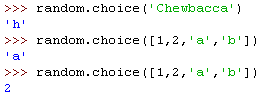 >>> random.choice('Chewbacca')
'h'
>>> random.choice([1,2,'a','b'])
'a'
>>> random.choice([1,2,'a','b'])
2